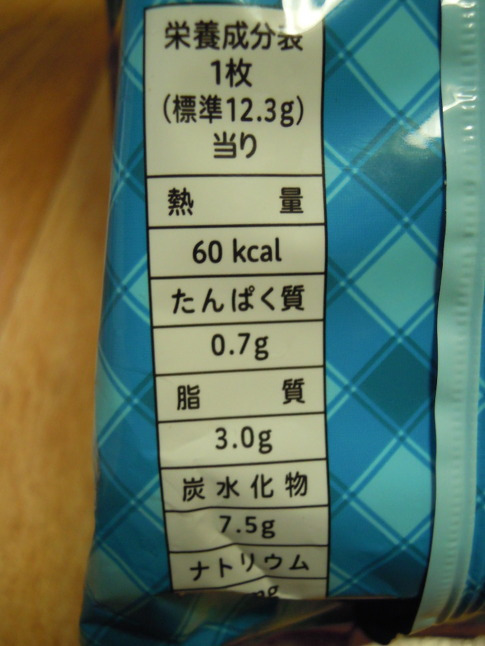 栄養成分表
1枚
(標準12.3g)
当り
熱 量
60 kcal
たんぱく質
0.7g
脂 質
3.0g
炭水化物
7.5g
ナトリウム
mg